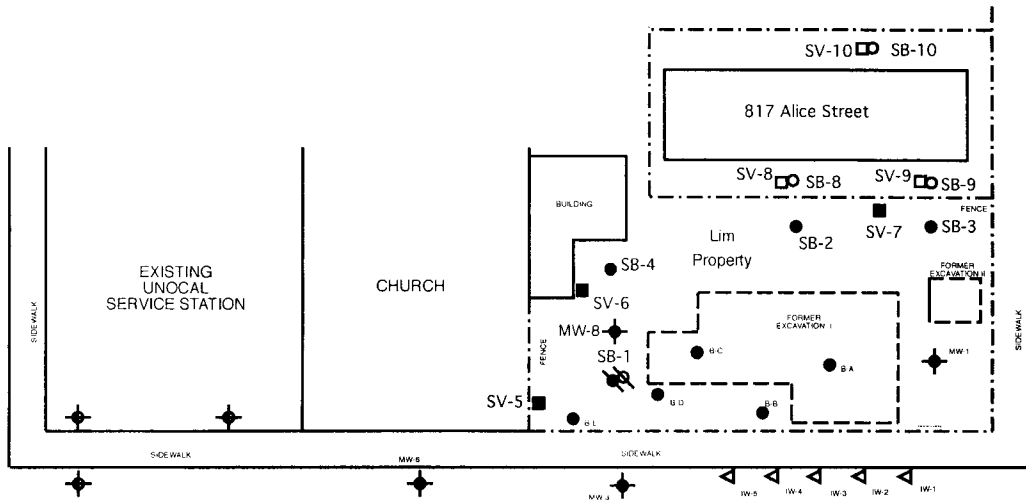 SV-10
SB-10
817 Alice Street
SV-8
SB-8
SV-9
SB-9
BUILDING
FENCE
SV-7
SB-2
SB-3
Lim
Property
EXISTING
UNOCAL
SERVICE STATION
CHURCH
SB-4
SV-6
FORMER
EXCAVATION II
FORMER
EXCAVATION I
SIDEWALK
FENCE
MW-8
SB-1
B-C
B-A
MW-1
SIDEWALK
SV-5
B-D
B-B
SIDEWALK
SIDEWALK
MW-6
MW-3
IW-5
IW-4
IW-3
IW-2
IW-1